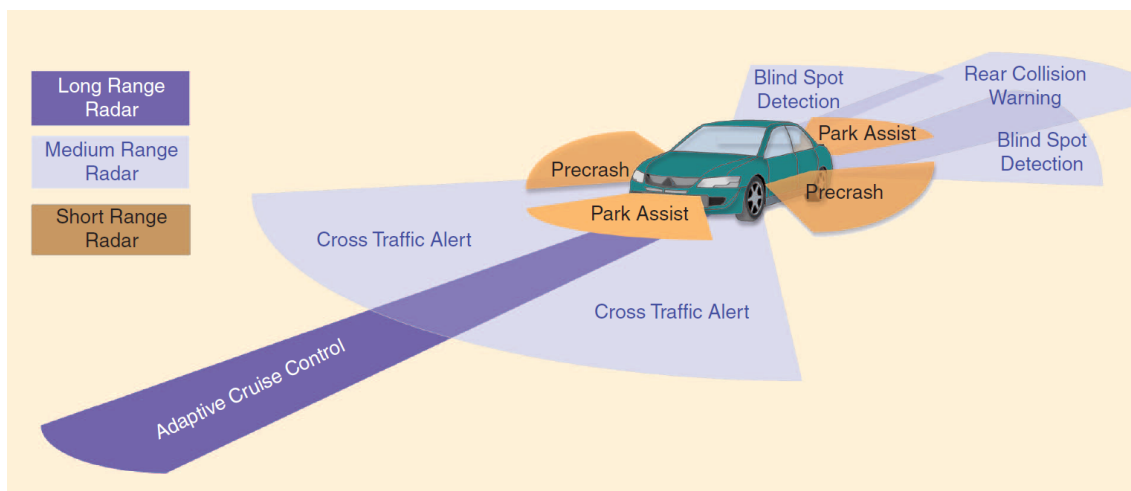 Long Range
Radar
Medium Range
Radar
Short Range
Radar
Blind Spot
Detection
Rear Collision
Warning
Park Assist
Blind Spot
Detection
Precrash
Precrash
Park Assist
Cross Traffic Alert
Cross Traffic Alert
Adaptive Cruise Control